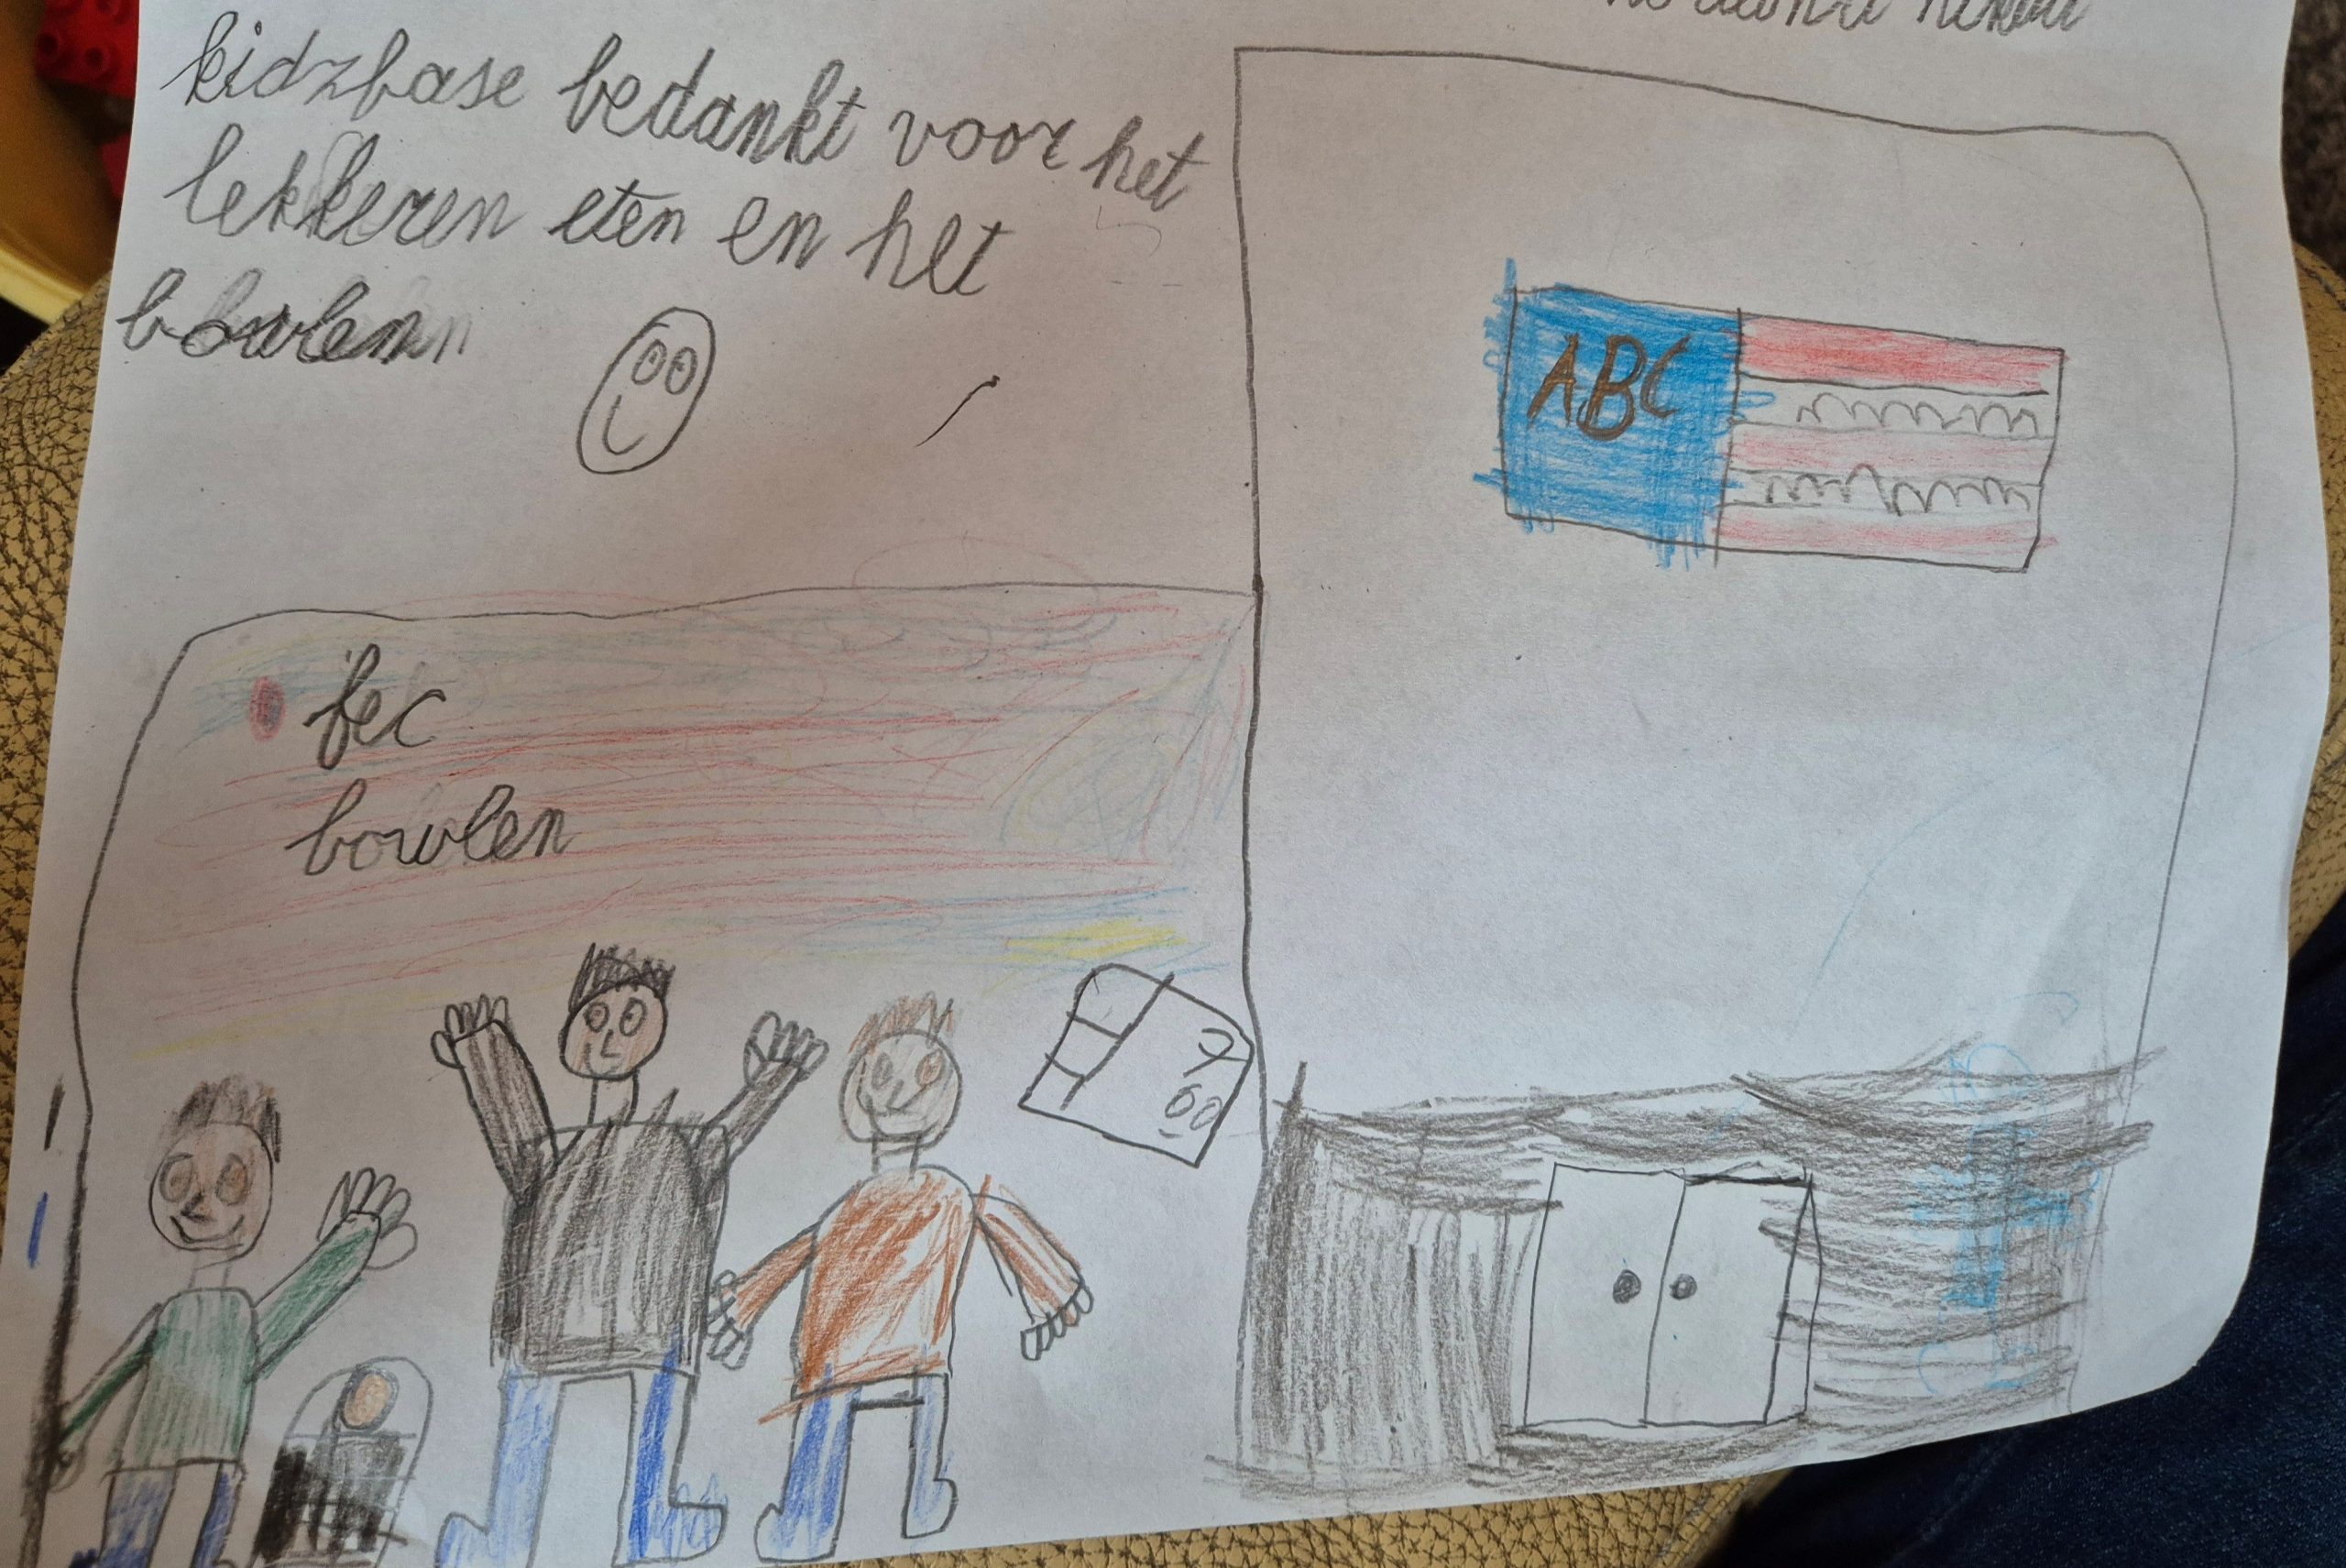 kidzbase bedankt voor het
lekkeren eten en het
bowlen
ABC
fec
bowlen